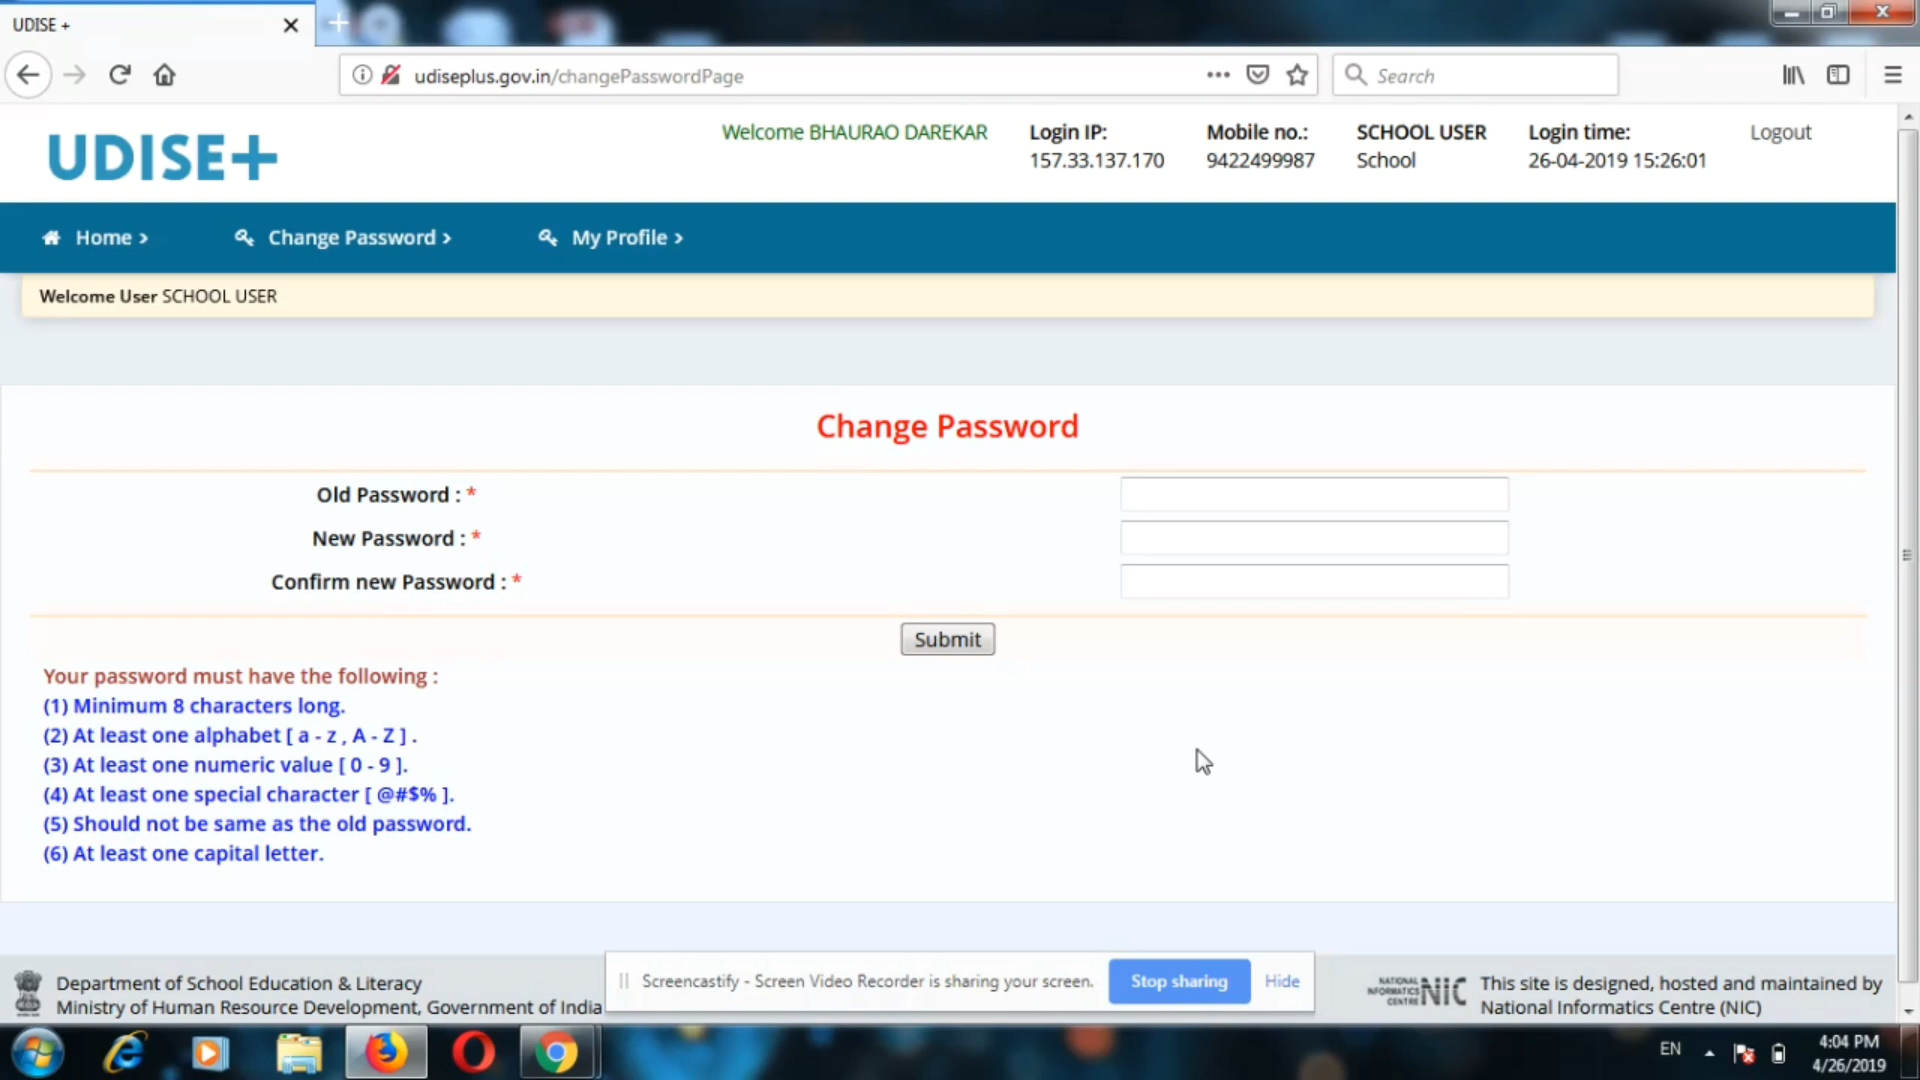 UDISE +
udiseplus.gov.in/changePasswordPage
Search
UDISE+
Welcome BHAURAO DAREKAR
Login IP:
157.33.137.170
Mobile no.:
9422499987
SCHOOL USER
School
Login time:
26-04-2019 15:26:01
Logout
Home >
Change Password >
My Profile >
Welcome User SCHOOL USER
Change Password
Old Password : *
New Password : *
Confirm new Password : *
Submit
Your password must have the following :
(1) Minimum 8 characters long.
(2) At least one alphabet [ a - z , A - Z ] .
(3) At least one numeric value [ 0 - 9 ].
(4) At least one special character [ @#$% ].
(5) Should not be same as the old password.
(6) At least one capital letter.
Department of School Education & Literacy
Ministry of Human Resource Development, Government of India
Screencastify - Screen Video Recorder is sharing your screen.
Stop sharing
Hide
NATIONAL
INFORMATICS
CENTRE
NIC
This site is designed, hosted and maintained by
National Informatics Centre (NIC)
EN
4:04 PM
4/26/2019